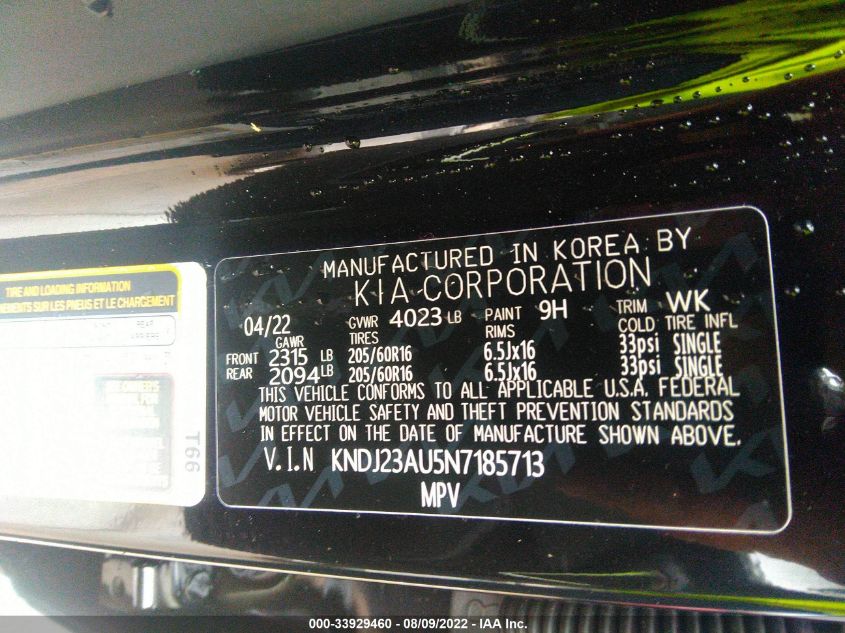 MANUFACTURED IN KOREA BY
KIA CORPORATION
04/22 GVWR 4023 LB PAINT 9H TRIM WK
GAWR TIRES RIMS COLD TIRE INFL
FRONT 2315 LB 205/60R16 6.5Jx16 33psi SINGLE
REAR 2094 LB 205/60R16 6.5Jx16 33psi SINGLE
THIS VEHICLE CONFORMS TO ALL APPLICABLE U.S.A. FEDERAL
MOTOR VEHICLE SAFETY AND THEFT PREVENTION STANDARDS
IN EFFECT ON THE DATE OF MANUFACTURE SHOWN ABOVE.
V.I.N KNDJ23AU5N7185713
MPV
TIRE AND LOADING INFORMATION
SUR LES PNEUS ET LE CHARGEMENT
REAR
SEE OWNER'S
T66
000-33929460 - 08/09/2022 - IAA Inc.